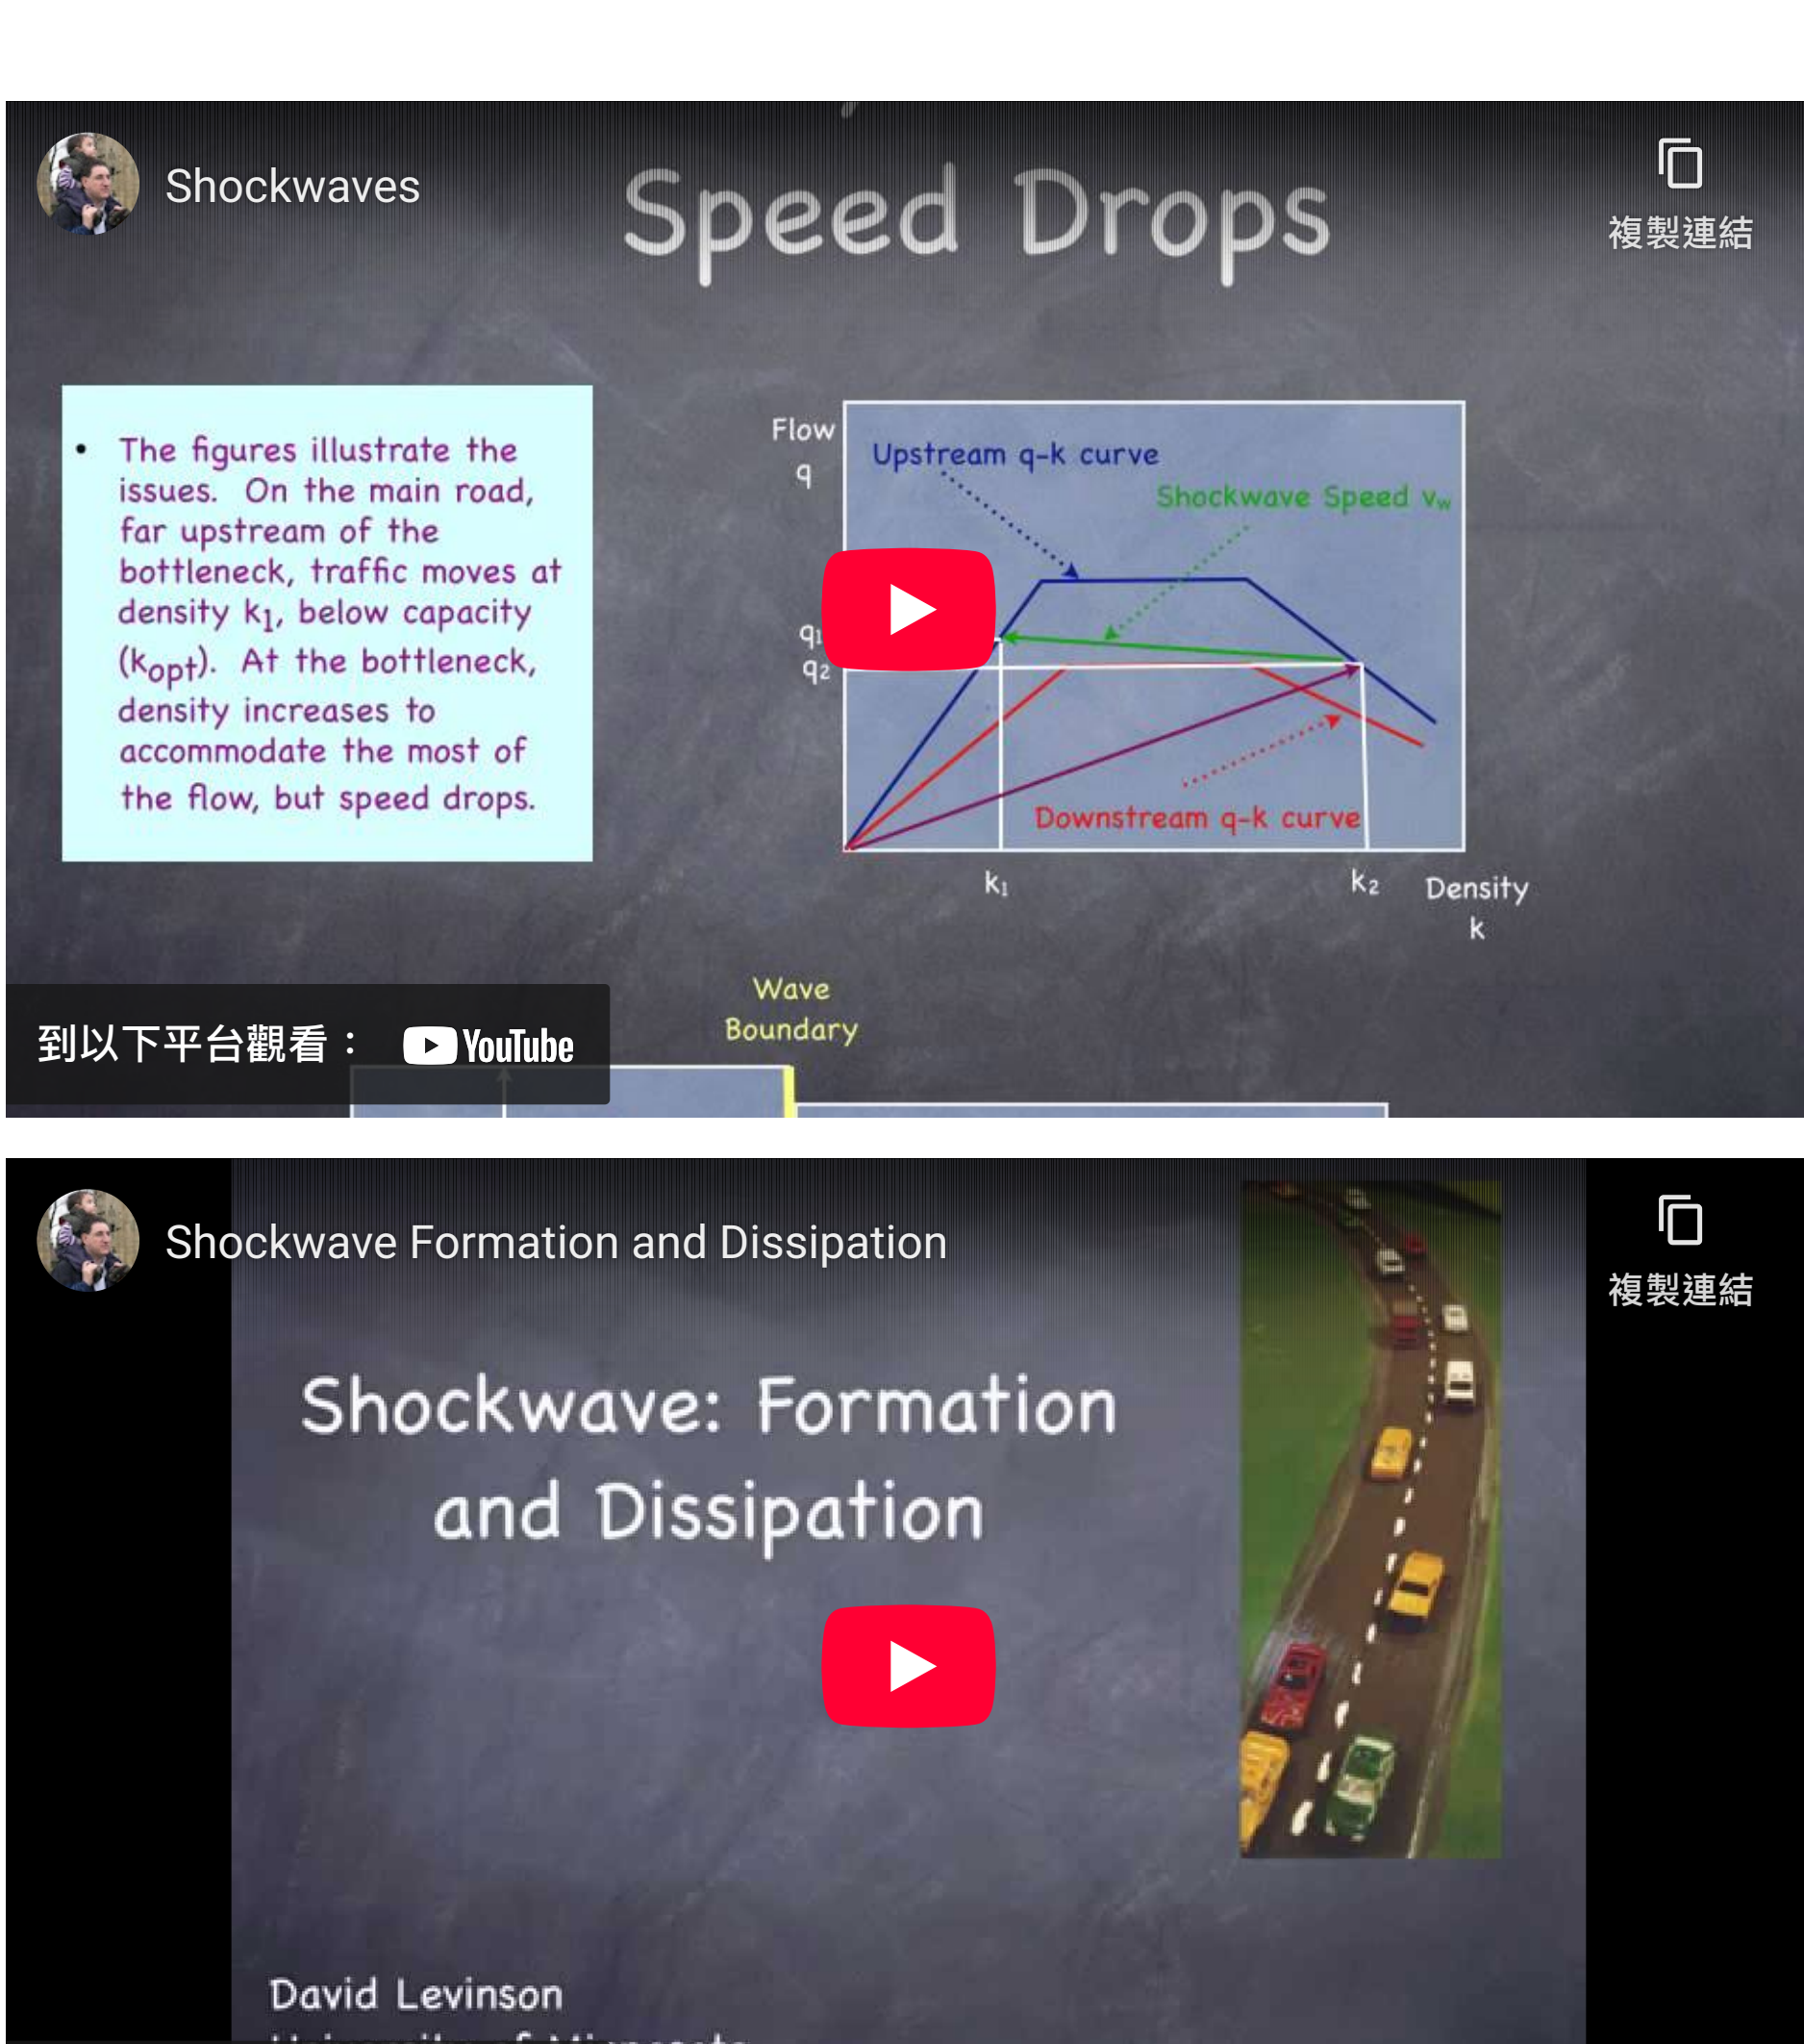 Shockwaves
Speed Drops
複製連結
• The figures illustrate the
issues. On the main road,
far upstream of the
bottleneck, traffic moves at
density k1, below capacity
(kopt). At the bottleneck,
density increases to
accommodate the most of
the flow, but speed drops.
Flow
q
Upstream q-k curve
Shockwave Speed vw
q1
q2
Downstream q-k curve
k1
k2
Density
k
Wave
Boundary
到以下平台觀看：
YouTube
Shockwave Formation and Dissipation
複製連結
Shockwave: Formation
and Dissipation
David Levinson